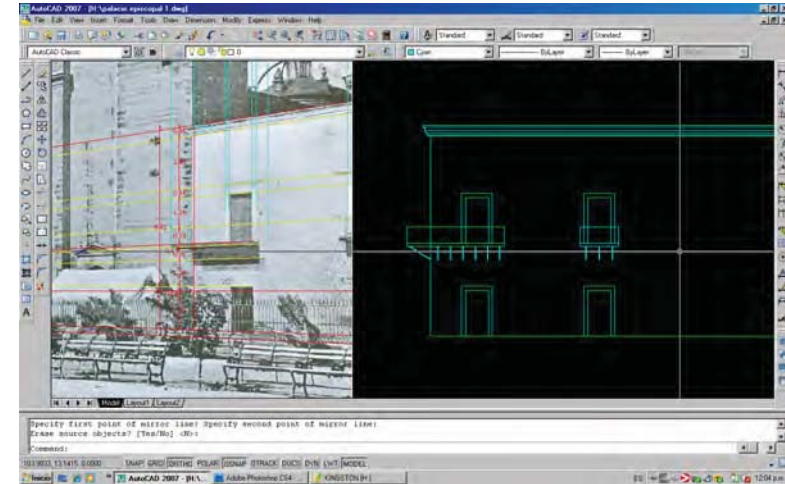 AutoCAD 2007 - [H:\palacio episcopal 1.dwg]
File Edit View Insert Format Tools Draw Dimension Modify Express Window Help
Standard Standard Standard
AutoCAD Classic 0 Cyan ByLayer ByLayer
Model Layout1 Layout2
Specify first point of mirror line: Specify second point of mirror line:
Erase source objects? [Yes/No] <N>:
Command:
SNAP GRID ORTHO POLAR OSNAP OTRACK DUCS DYN LWT MODEL
Inicio AutoCAD 2007 - [H:\... Adobe Photoshop CS4 KINGSTON (H:) ES 12:04 p.m.